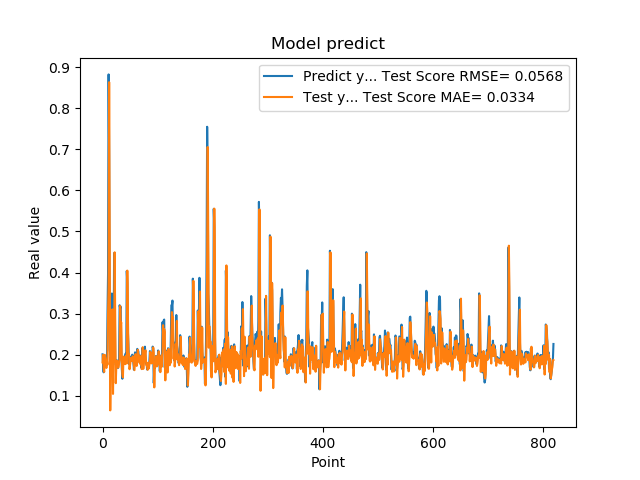 Model predict
Predict y... Test Score RMSE= 0.0568
Test y... Test Score MAE= 0.0334
Real value
0.9
0.8
0.7
0.6
0.5
0.4
0.3
0.2
0.1
0 200 400 600 800
Point